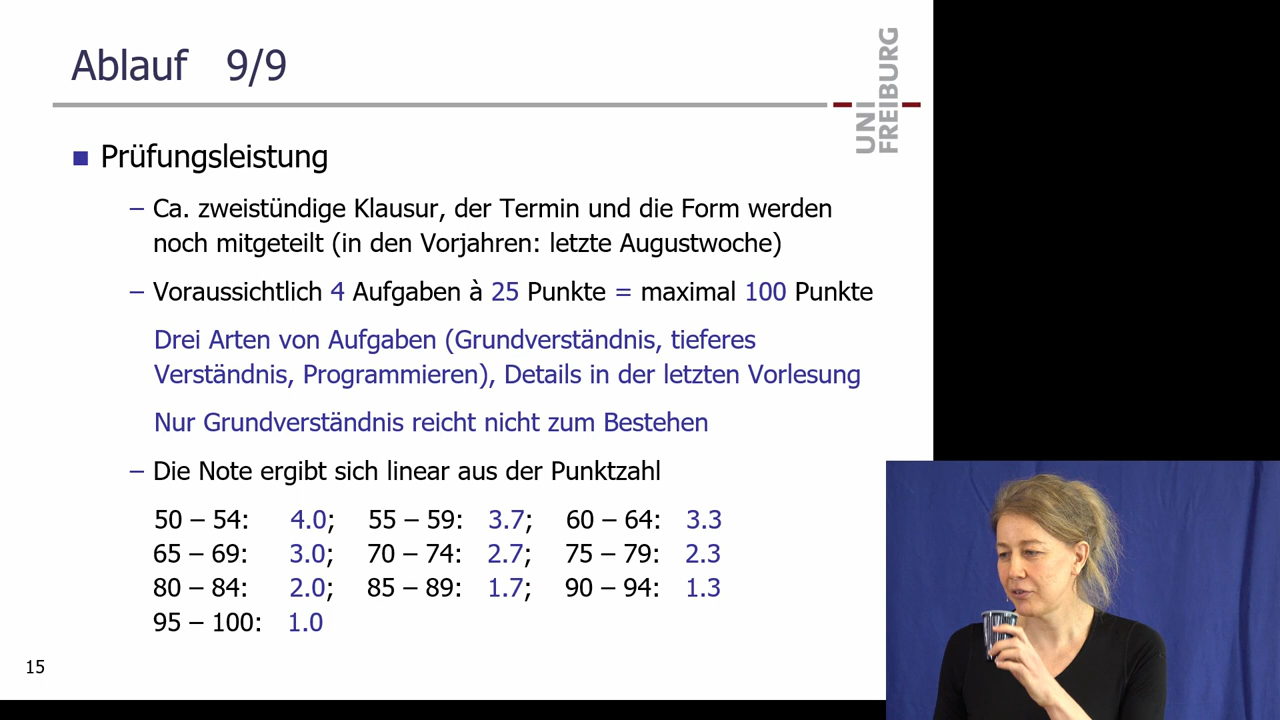 Ablauf 9/9
UNI
FREIBURG
Prüfungsleistung
– Ca. zweistündige Klausur, der Termin und die Form werden
noch mitgeteilt (in den Vorjahren: letzte Augustwoche)
– Voraussichtlich 4 Aufgaben à 25 Punkte = maximal 100 Punkte
Drei Arten von Aufgaben (Grundverständnis, tieferes
Verständnis, Programmieren), Details in der letzten Vorlesung
Nur Grundverständnis reicht nicht zum Bestehen
– Die Note ergibt sich linear aus der Punktzahl
50 – 54: 4.0; 55 – 59: 3.7; 60 – 64: 3.3
65 – 69: 3.0; 70 – 74: 2.7; 75 – 79: 2.3
80 – 84: 2.0; 85 – 89: 1.7; 90 – 94: 1.3
95 – 100: 1.0
15